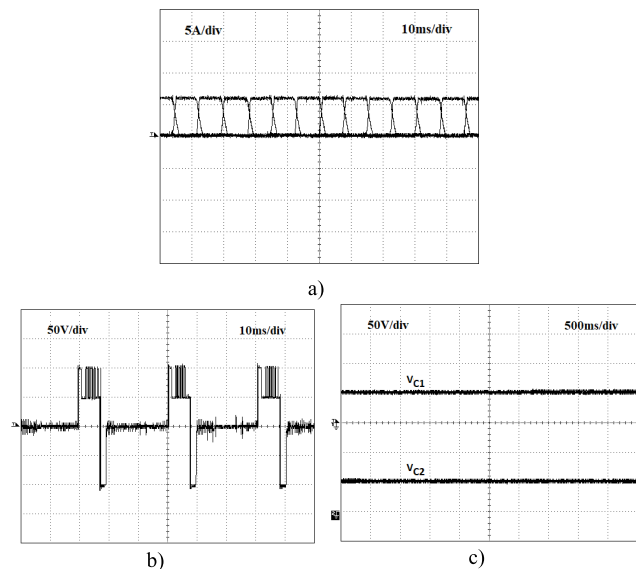 5A/div 10ms/div
a)
50V/div 10ms/div
50V/div 500ms/div
VC1
VC2
b)
c)